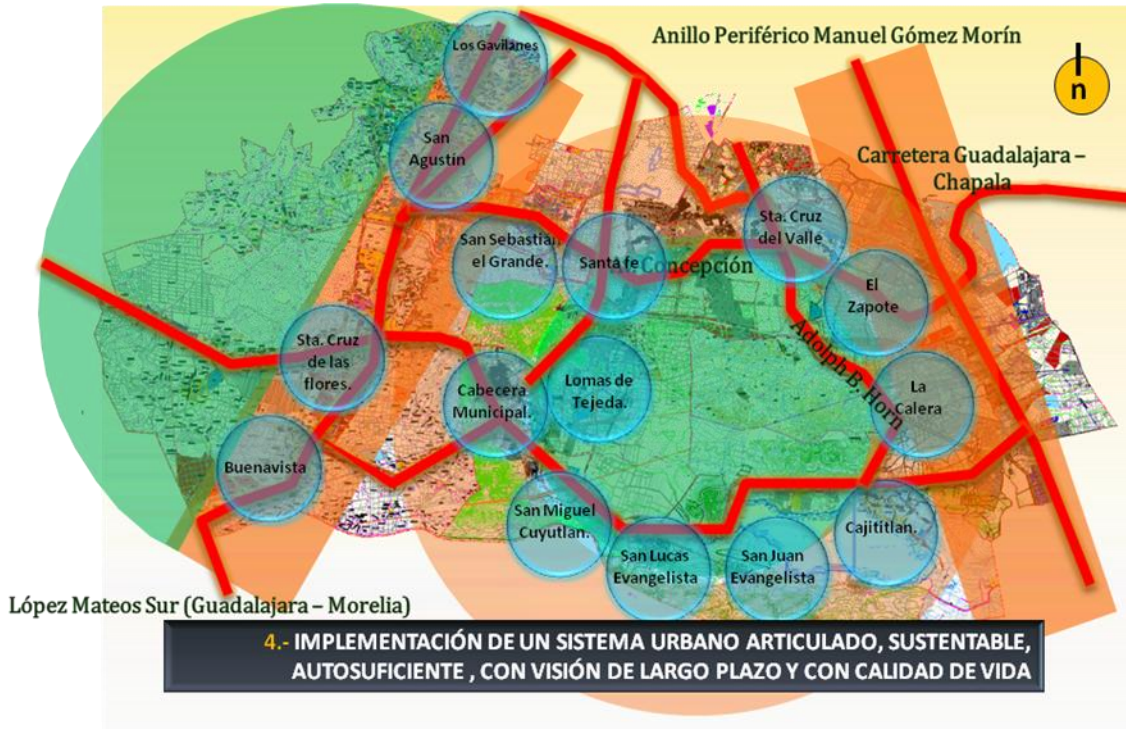 Los Gavilanes
Anillo Periférico Manuel Gómez Morín
n
San
Agustín
Carretera Guadalajara –
Chapala
Sta. Cruz
del Valle
San Sebastian
el Grande.
Santa fe
Concepción
El
Zapote
Adolph B. Horn
Sta. Cruz
de las
flores.
Cabecera
Municipal.
Lomas de
Tejeda.
La
Calera
Buenavista
San Miguel
Cuyutlan.
San Lucas
Evangelista
San Juan
Evangelista
Cajititlan.
López Mateos Sur (Guadalajara – Morelia)
4.- IMPLEMENTACIÓN DE UN SISTEMA URBANO ARTICULADO, SUSTENTABLE,
AUTOSUFICIENTE , CON VISIÓN DE LARGO PLAZO Y CON CALIDAD DE VIDA